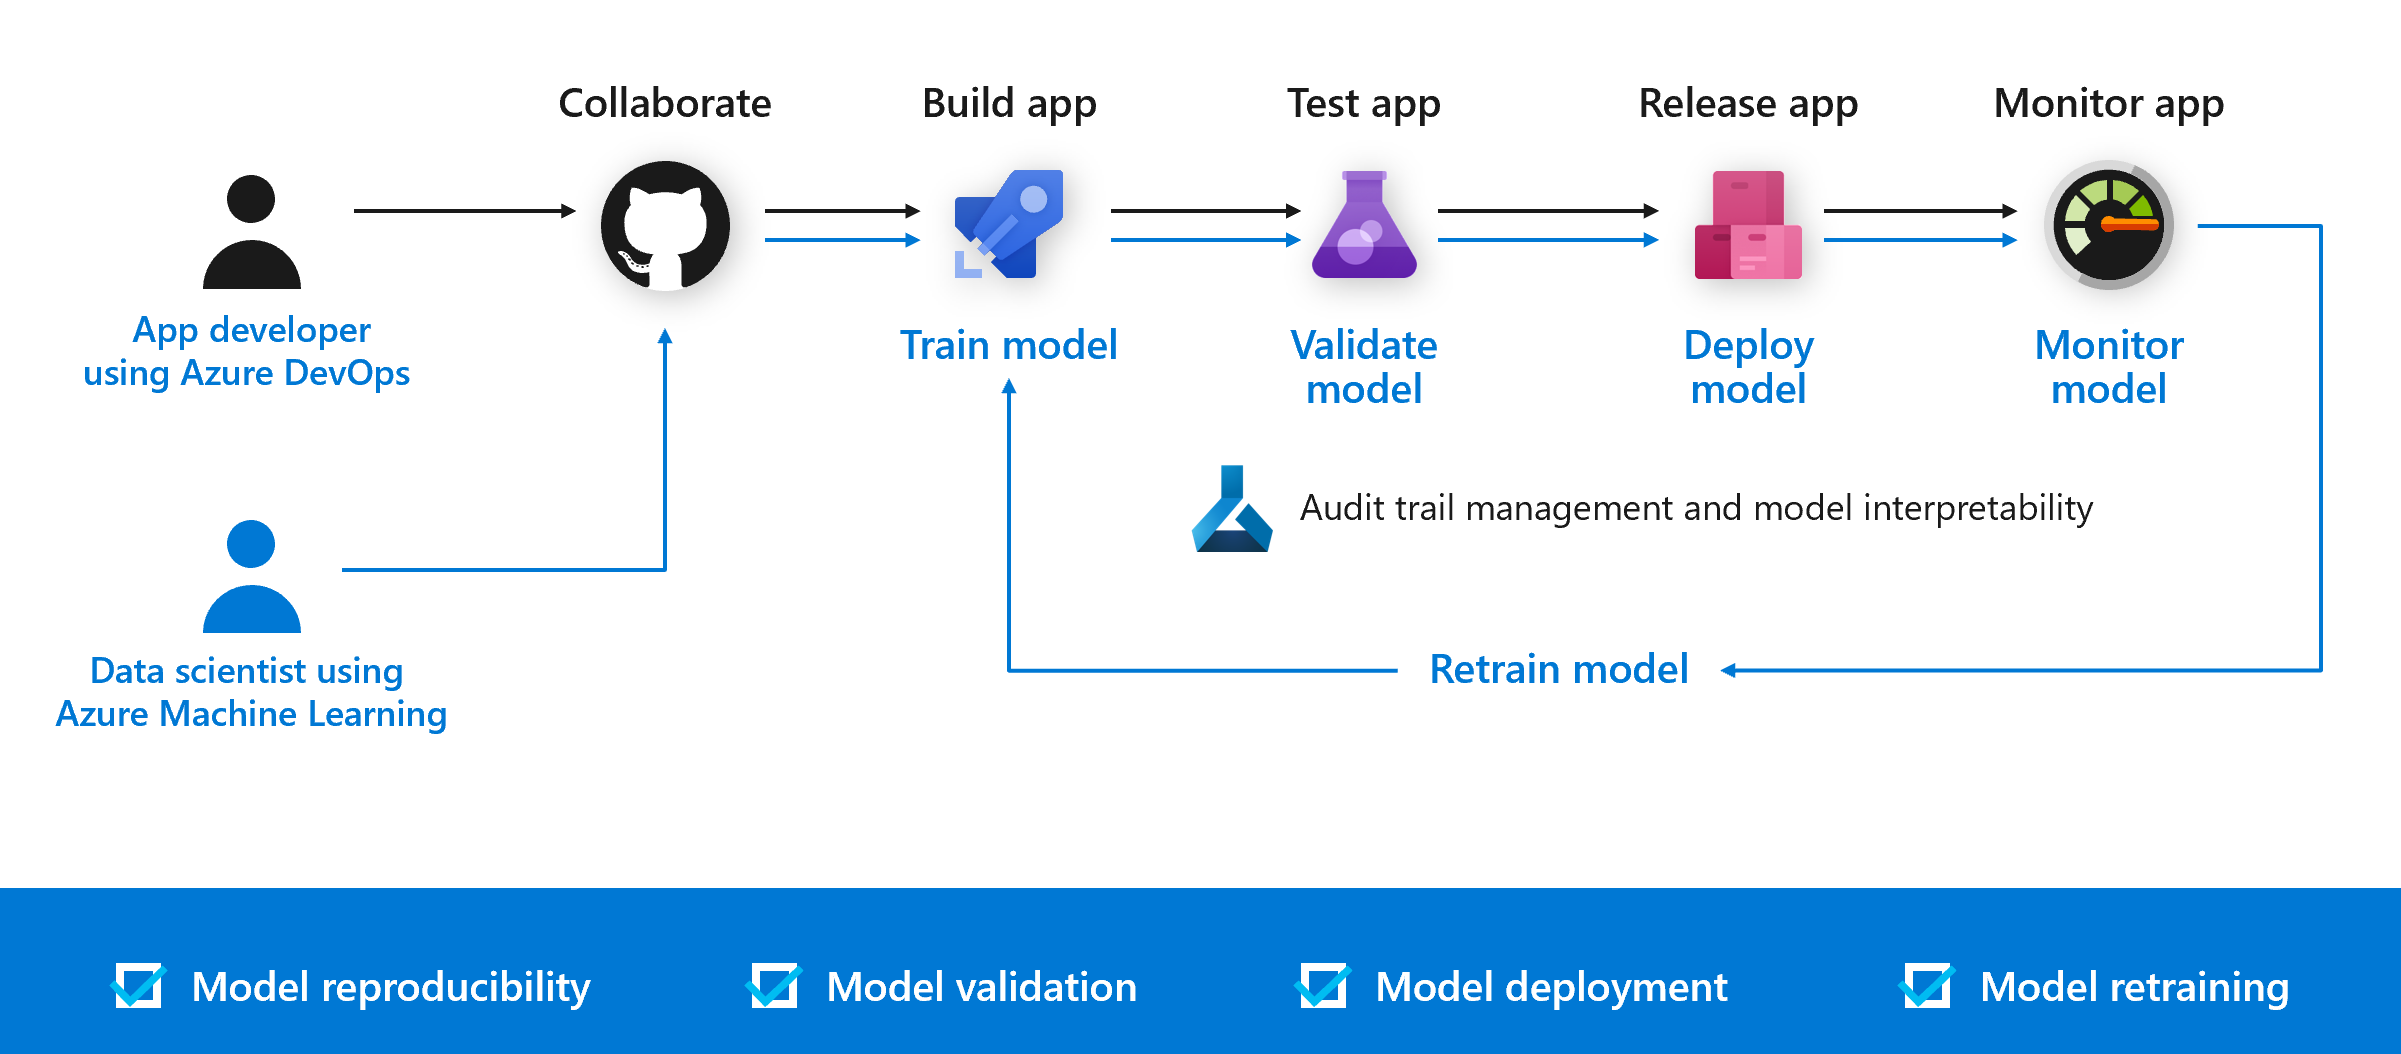 Collaborate
Build app
Test app
Release app
Monitor app
App developer
using Azure DevOps
Train model
Validate
model
Deploy
model
Monitor
model
Audit trail management and model interpretability
Data scientist using
Azure Machine Learning
Retrain model
Model reproducibility
Model validation
Model deployment
Model retraining